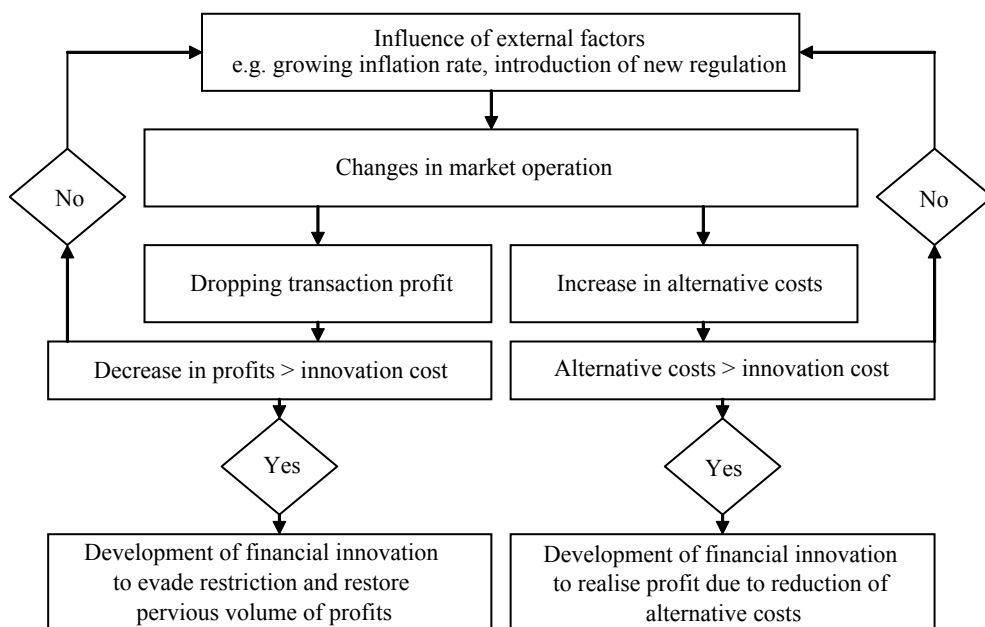 Influence of external factors
e.g. growing inflation rate, introduction of new regulation
Changes in market operation
No
No
Dropping transaction profit
Increase in alternative costs
Decrease in profits > innovation cost
Alternative costs > innovation cost
Yes
Yes
Development of financial innovation
to evade restriction and restore
pervious volume of profits
Development of financial innovation
to realise profit due to reduction of
alternative costs